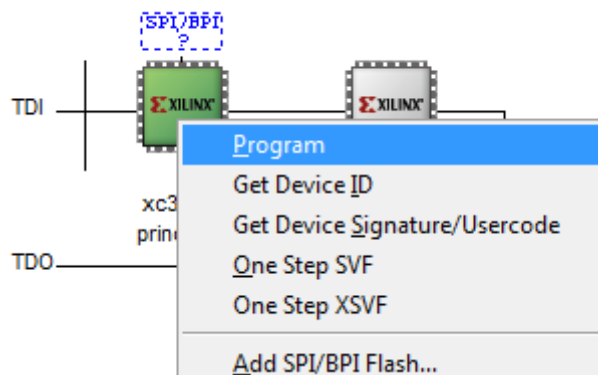 SPI/BPI
?
TDI
XILINX
XILINX
Program
Get Device ID
xc3
Get Device Signature/Usercode
princ
TDO
One Step SVF
One Step XSVF
Add SPI/BPI Flash...